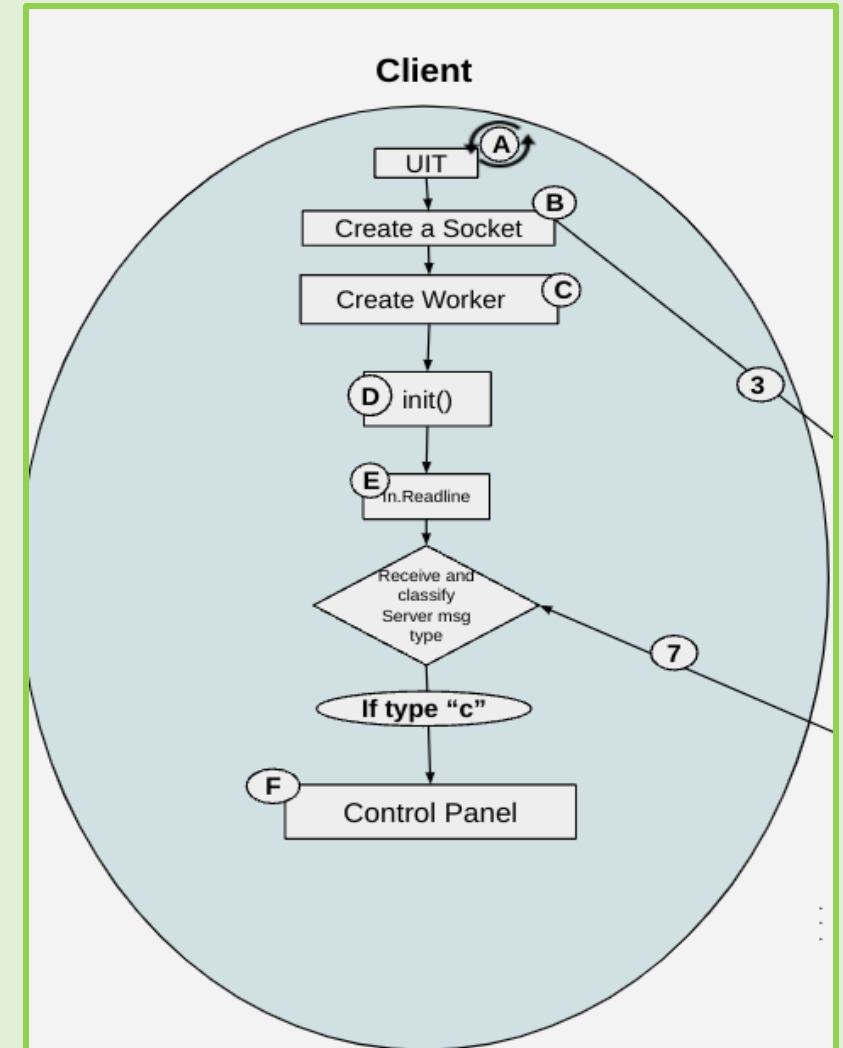 Client
A
UIT
B
Create a Socket
C
Create Worker
3
D
init()
E
In.Readline
Receive and
classify
Server msg
type
7
If type “c”
F
Control Panel